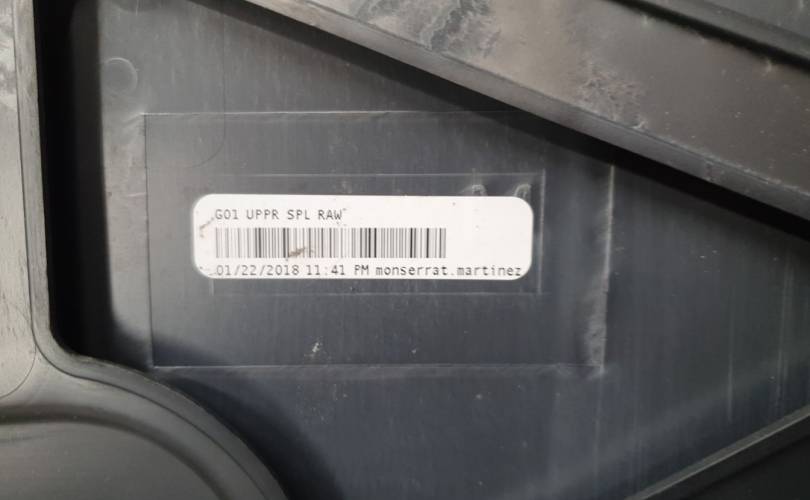 G01 UPPR SPL RAW
01/22/2018 11:41 PM monserrat.martinez